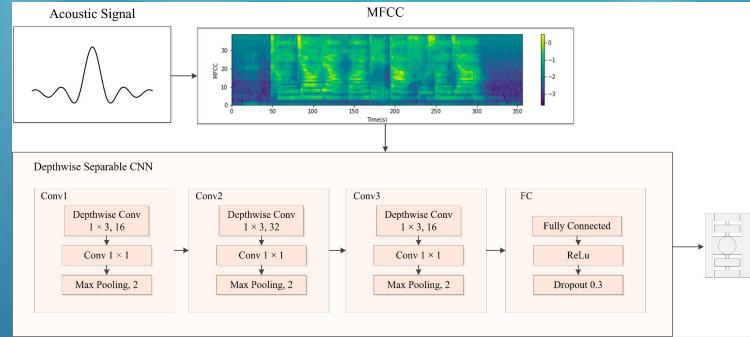 Acoustic Signal
MFCC
MFCC
30
20
10
0
0
50
100
150
200
250
300
350
Time(s)
0
−1
−2
−3
Depthwise Separable CNN
Conv1
Depthwise Conv
1 × 3, 16
Conv 1 × 1
Max Pooling, 2
Conv2
Depthwise Conv
1 × 3, 32
Conv 1 × 1
Max Pooling, 2
Conv3
Depthwise Conv
1 × 3, 16
Conv 1 × 1
Max Pooling, 2
FC
Fully Connected
ReLu
Dropout 0.3